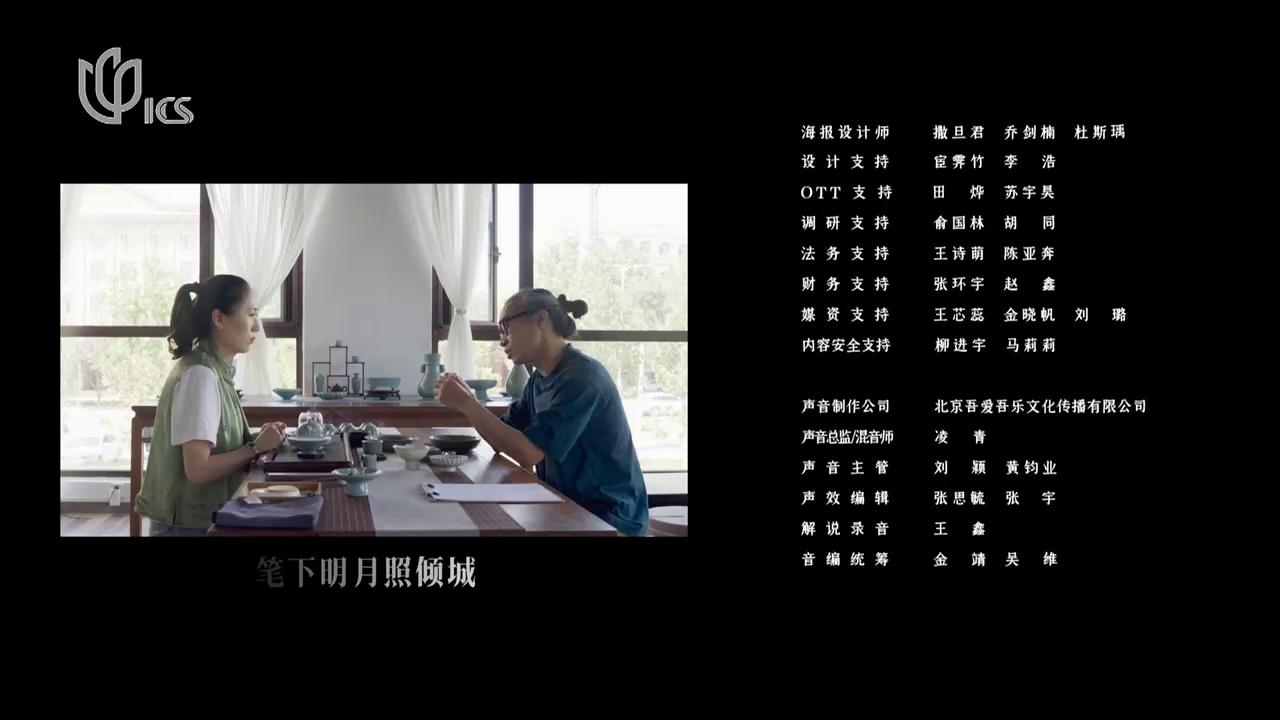 ICS
海报设计师 撒旦君 乔剑楠 杜斯瑀
设计支持 宦霁竹 李浩
OTT支持 田烨 苏宇昊
调研支持 俞国林 胡同
法务支持 王诗萌 陈亚奔
财务支持 张环宇 赵鑫
媒资支持 王芯蕊 金晓帆 刘璐
内容安全支持 柳进宇 马莉莉
声音制作公司 北京吾爱吾乐文化传播有限公司
声音总监/混音师 凌青
声音主管 刘颖 黄钧业
声效编辑 张思毓 张宇
解说录音 王鑫
音编统筹 金靖 吴维
笔下明月照倾城